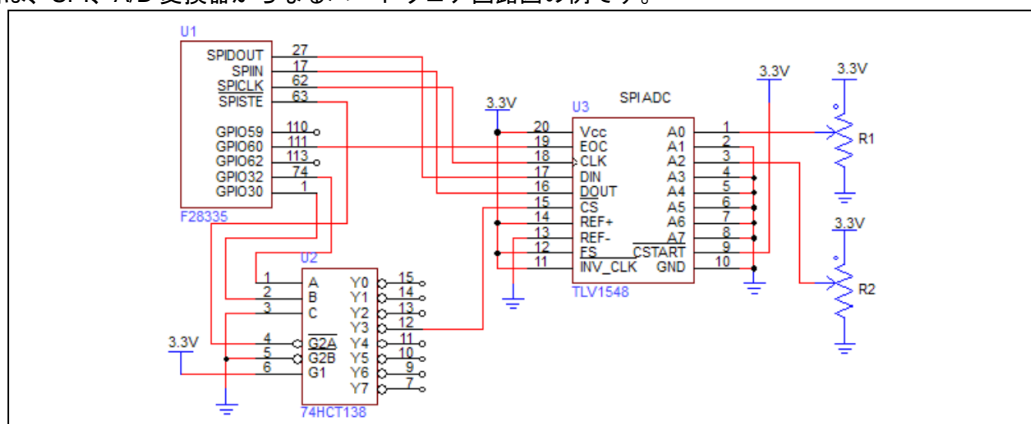 は、SPI、A/D 変換器からなるハードウェア回路図の例です。
U1
SPIDOUT 27
SPIIN 17
SPICLK 62
SPISTE 63
GPIO59 110
GPIO60 111
GPIO62 113
GPIO32 74
GPIO30 1
F28335
U2
1 A Y0 15
2 B Y1 14
3 C Y2 13
Y3 12
4 G2A Y4 11
5 G2B Y5 10
6 G1 Y6 9
Y7 7
3.3V
74HCT138
3.3V
U3 SPI ADC
20 Vcc A0 1
19 EOC A1 2
18 CLK A2 3
17 DIN A3 4
16 DOUT A4 5
15 CS A5 6
14 REF+ A6 7
13 REF- A7 8
12 FS CSTART 9
11 INV_CLK GND 10
TLV1548
3.3V
3.3V
R1
3.3V
R2